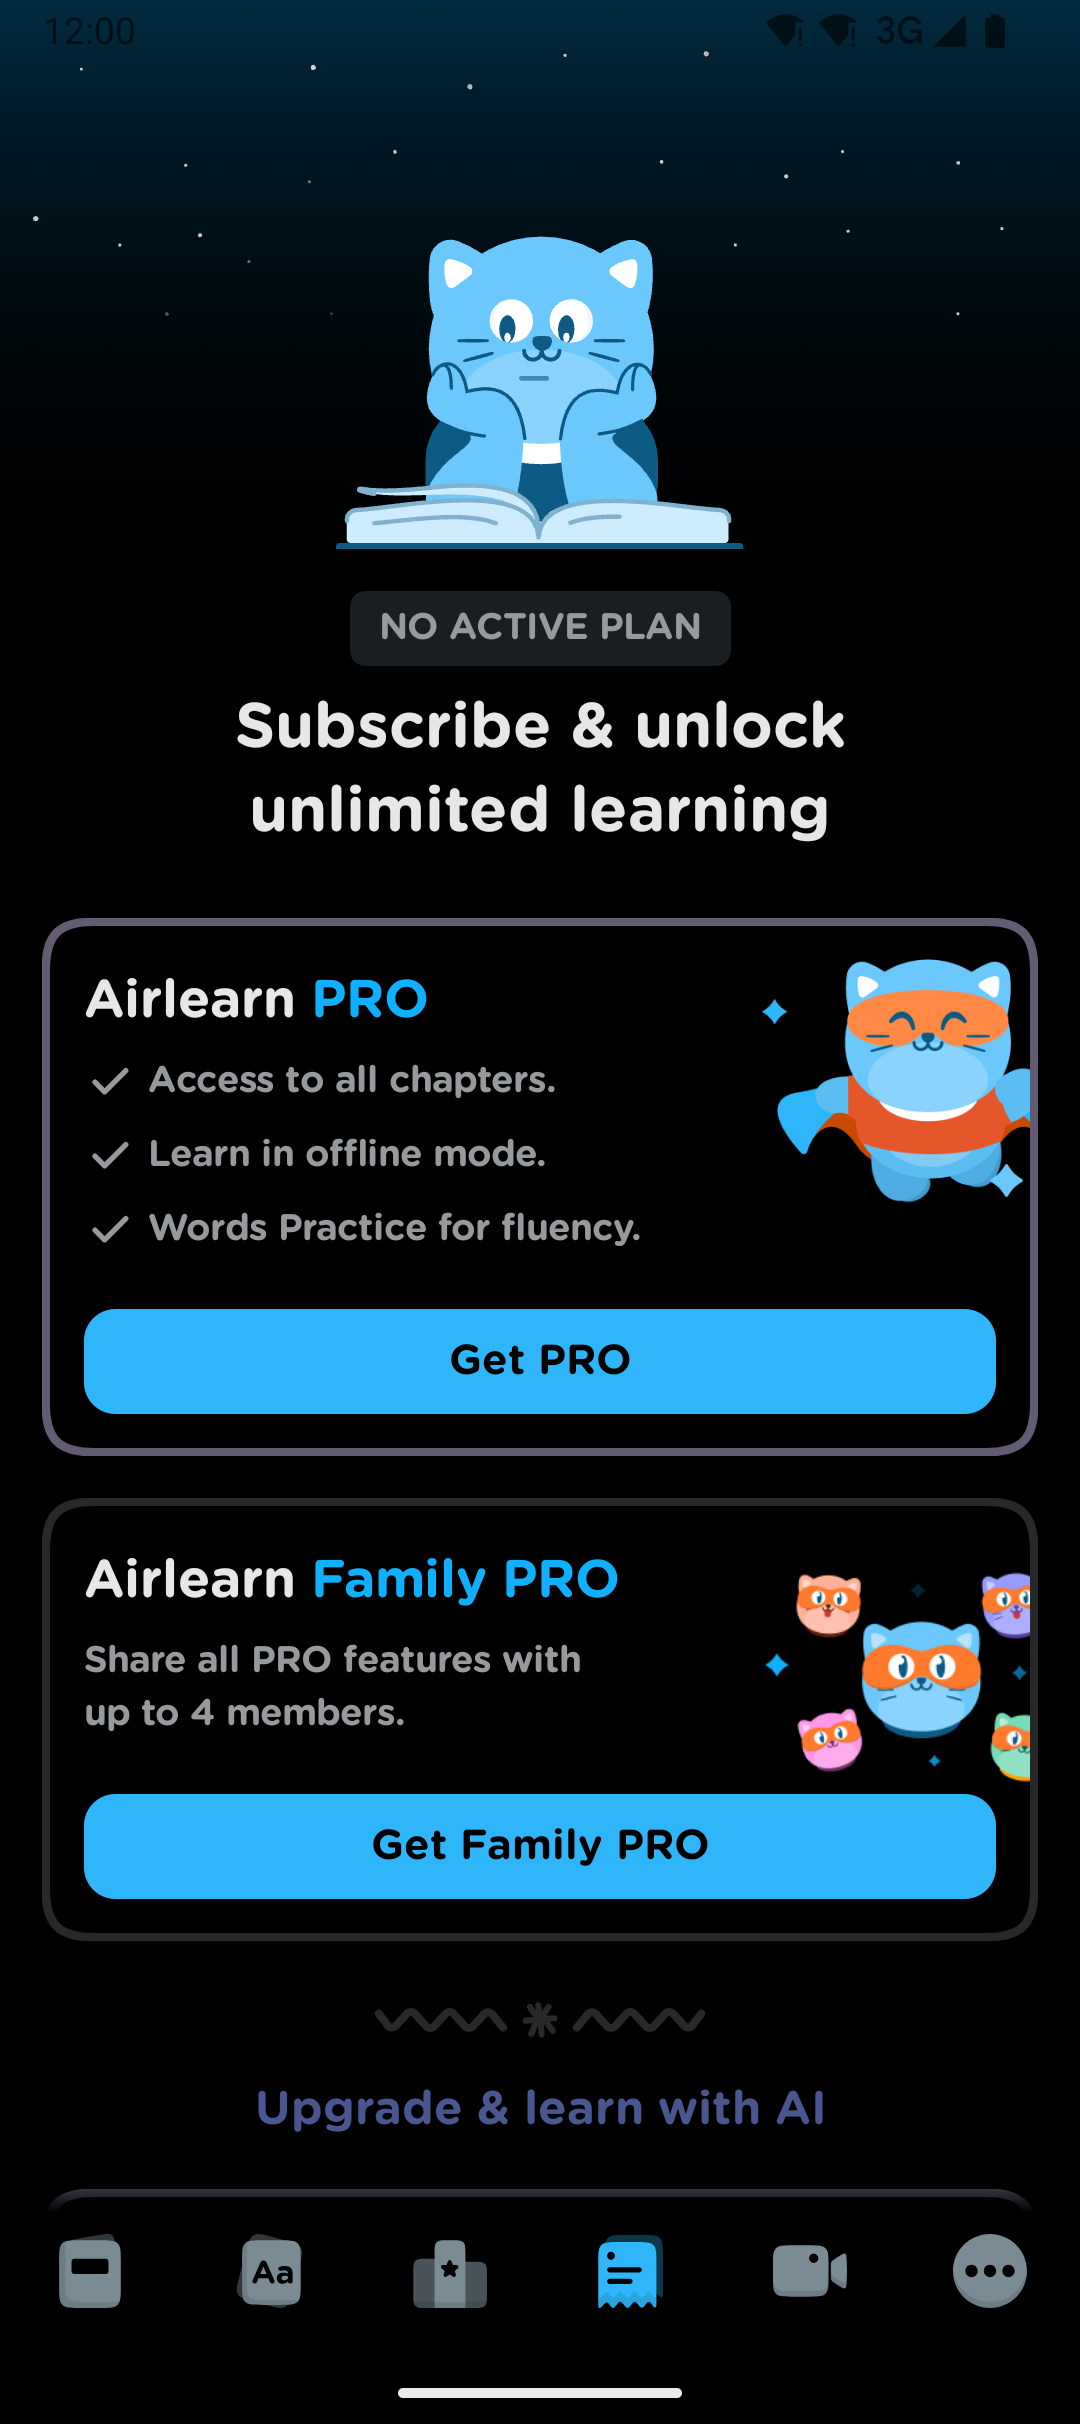 12:00
3G
NO ACTIVE PLAN
Subscribe & unlock
unlimited learning
Airlearn PRO
Access to all chapters.
Learn in offline mode.
Words Practice for fluency.
Get PRO
Airlearn Family PRO
Share all PRO features with
up to 4 members.
Get Family PRO
Upgrade & learn with AI
Aa